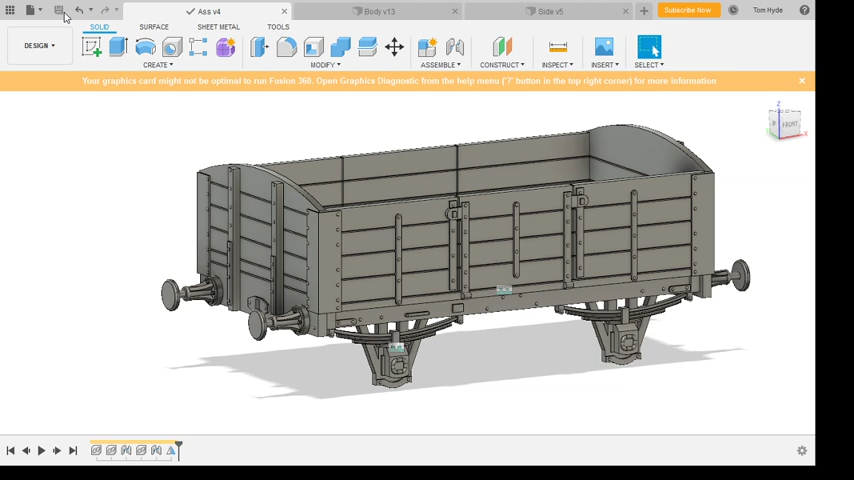 Ass v4
Body v13
Side v5
Subscribe Now
Tom Hyde
SOLID
SURFACE
SHEET METAL
TOOLS
DESIGN
CREATE
MODIFY
ASSEMBLE
CONSTRUCT
INSPECT
INSERT
SELECT
Your graphics card might not be optimal to run Fusion 360. Open Graphics Diagnostic from the help menu ('?' button in the top right corner) for more information
Z
FRONT
X